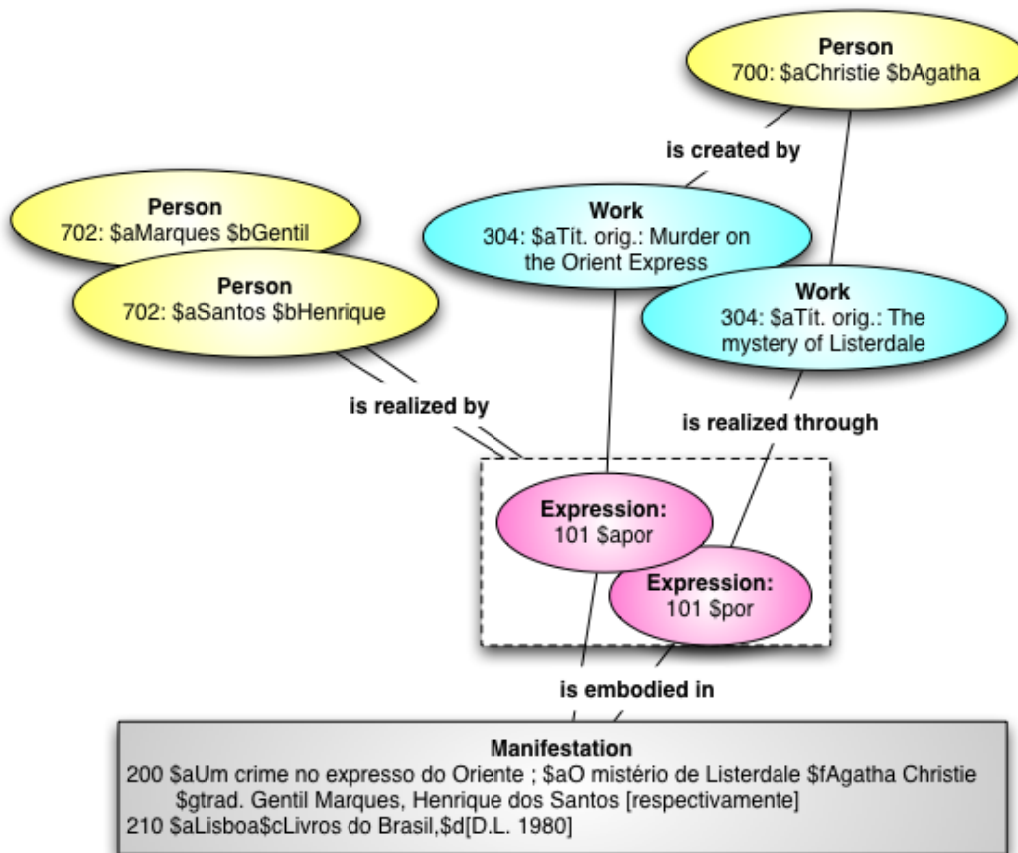 Person
700: $aChristie $bAgatha
is created by
Person
702: $aMarques $bGentil
Person
702: $aSantos $bHenrique
Work
304: $aTít. orig.: Murder on
the Orient Express
Work
304: $aTít. orig.: The
mystery of Listerdale
is realized by
is realized through
Expression:
101 $apor
Expression:
101 $por
is embodied in
Manifestation
200 $aUm crime no expresso do Oriente ; $aO mistério de Listerdale $fAgatha Christie
$gtrad. Gentil Marques, Henrique dos Santos [respectivamente]
210 $aLisboa$cLivros do Brasil,$d[D.L. 1980]